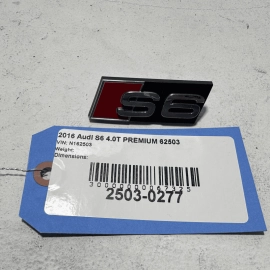 S6
2016 Audi S6 4.0T PREMIUM 62503
VIN: N162503
Weight:
Dimensions:
2503-0277